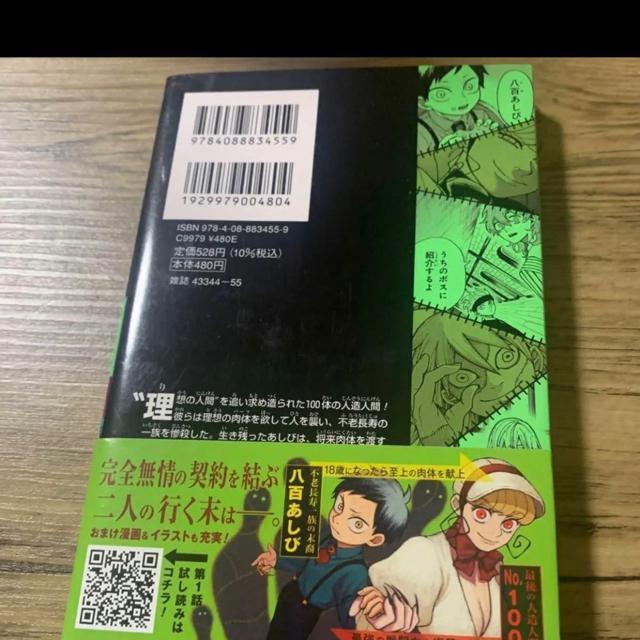 9784088834559
1929979004804
ISBN 978-4-08-883455-9
C9979 ¥480E
定価528円(10%税込)
本体480円
雑誌 43344-55
八百あしび
うちのボスに
紹介するよ
"理想の人間"を追い求め造られた100体の人造人間!
彼らは理想の肉体を欲して人を襲い、不老長寿の
一族を惨殺した。生き残ったあしびは、将来肉体を渡す
完全無情の契約を結ぶ
二人の行く末は―。
おまけ漫画&イラストも充実!
第1話
試し読みは
コチラ!
18歳になったら至上の肉体を献上
不老長寿一族の末裔
八百あしび
最後の人造人
No.100